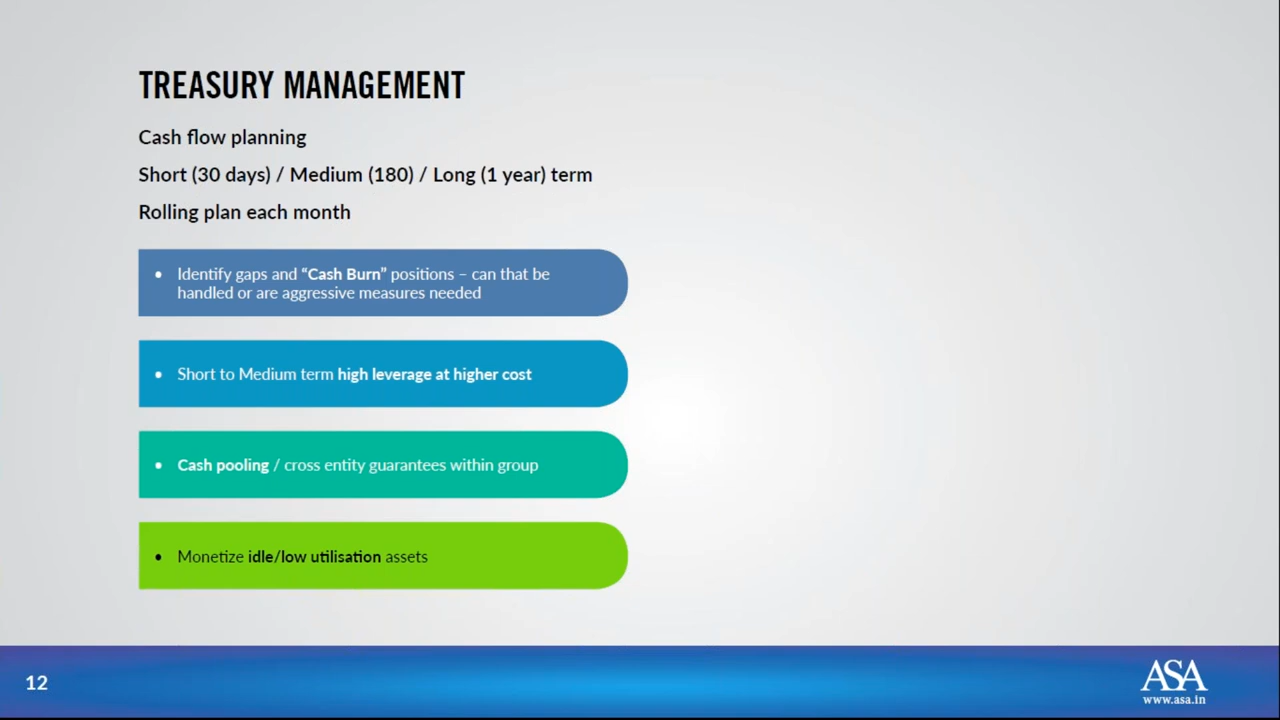 TREASURY MANAGEMENT
Cash flow planning
Short (30 days) / Medium (180) / Long (1 year) term
Rolling plan each month
• Identify gaps and “Cash Burn” positions – can that be
handled or are aggressive measures needed
• Short to Medium term high leverage at higher cost
• Cash pooling / cross entity guarantees within group
• Monetize idle/low utilisation assets
12
ASA
www.asa.in